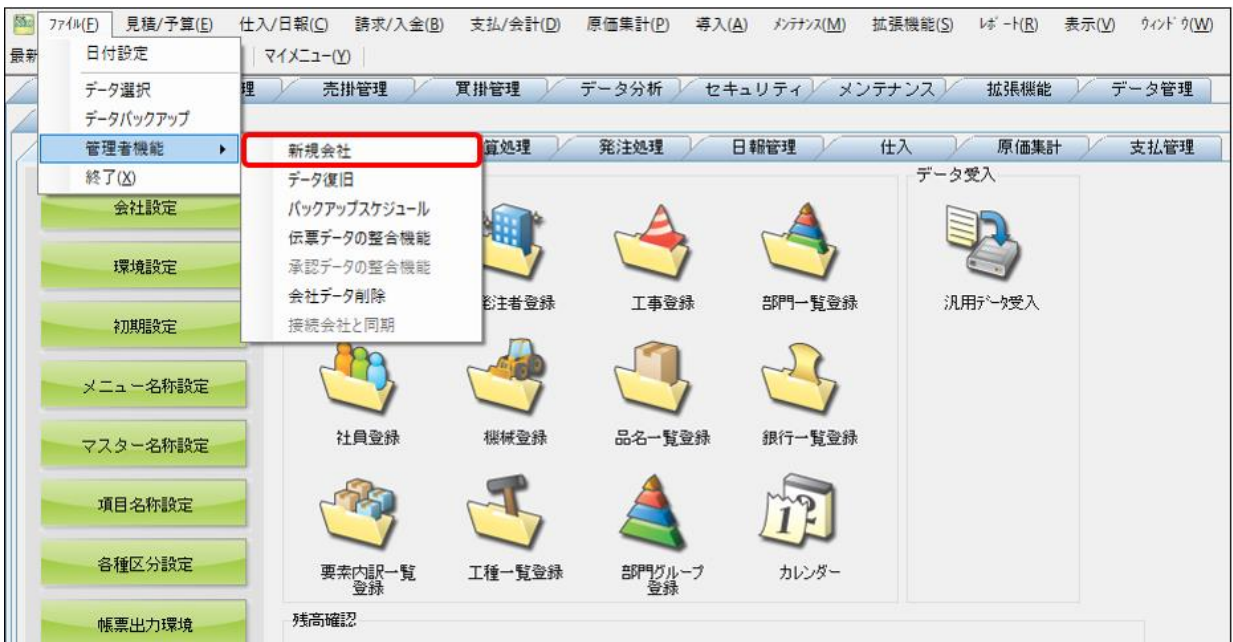 ファイル(F) 見積/予算(E) 仕入/日報(C) 請求/入金(B) 支払/会計(D) 原価集計(P) 導入(A) メンテナンス(M) 拡張機能(S) レポート(R) 表示(V) ウィンドウ(W)
最新 マイメニュー(Y)
日付設定
データ選択
データバックアップ
管理者機能
終了(X)
理 売掛管理 買掛管理 データ分析 セキュリティ メンテナンス 拡張機能 データ管理
算処理 発注処理 日報管理 仕入 原価集計 支払管理
新規会社
データ復旧
バックアップスケジュール
伝票データの整合機能
承認データの整合機能
会社データ削除
接続会社と同期
会社設定
環境設定
初期設定
メニュー名称設定
マスター名称設定
項目名称設定
各種区分設定
帳票出力環境
発注者登録 工事登録 部門一覧登録
社員登録 機械登録 品名一覧登録 銀行一覧登録
要素内訳一覧
登録
工種一覧登録
部門グループ
登録
12
カレンダー
データ受入
汎用データ受入
残高確認